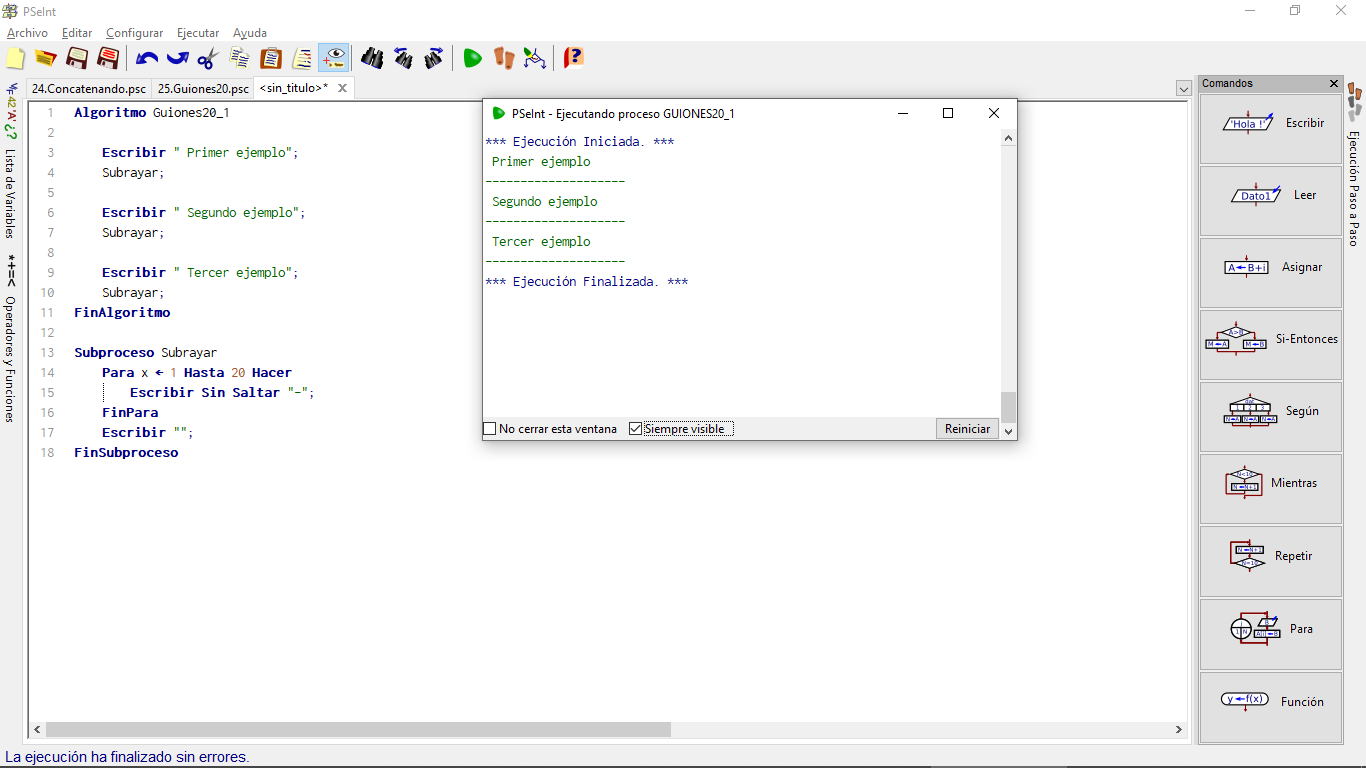 PSeInt
Archivo Editar Configurar Ejecutar Ayuda
24.Concatenando.psc 25.Guiones20.psc <sin_titulo>*
42 'A' ¿?
Lista de Variables
*+=<
Operadores y Funciones
1 Algoritmo Guiones20_1
2
3 Escribir " Primer ejemplo";
4 Subrayar;
5
6 Escribir " Segundo ejemplo";
7 Subrayar;
8
9 Escribir " Tercer ejemplo";
10 Subrayar;
11 FinAlgoritmo
12
13 Subproceso Subrayar
14 Para x ← 1 Hasta 20 Hacer
15 Escribir Sin Saltar "-";
16 FinPara
17 Escribir "";
18 FinSubproceso
PSeInt - Ejecutando proceso GUIONES20_1
*** Ejecución Iniciada. ***
Primer ejemplo
--------------------
Segundo ejemplo
--------------------
Tercer ejemplo
--------------------
*** Ejecución Finalizada. ***
No cerrar esta ventana Siempre visible Reiniciar
Comandos
'Hola !' Escribir
Dato1 Leer
A←B+i Asignar
A>B M←A M←B Si-Entonces
1 2 3 Según
Mientras
Repetir
Para
y←f(x) Función
Ejecución Paso a Paso
La ejecución ha finalizado sin errores.